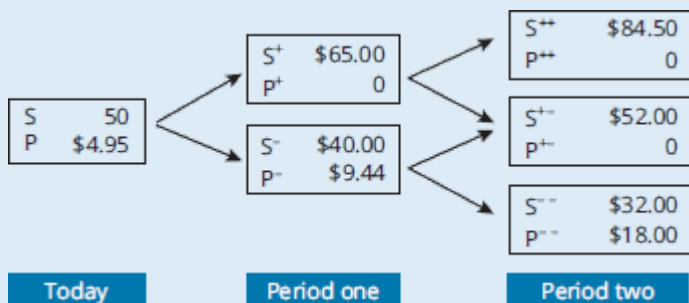 S 50
P $4.95
S⁺ $65.00
P⁺ 0
S⁻ $40.00
P⁻ $9.44
S⁺⁺ $84.50
P⁺⁺ 0
S⁺⁻ $52.00
P⁺⁻ 0
S⁻⁻ $32.00
P⁻⁻ $18.00
Today Period one Period two